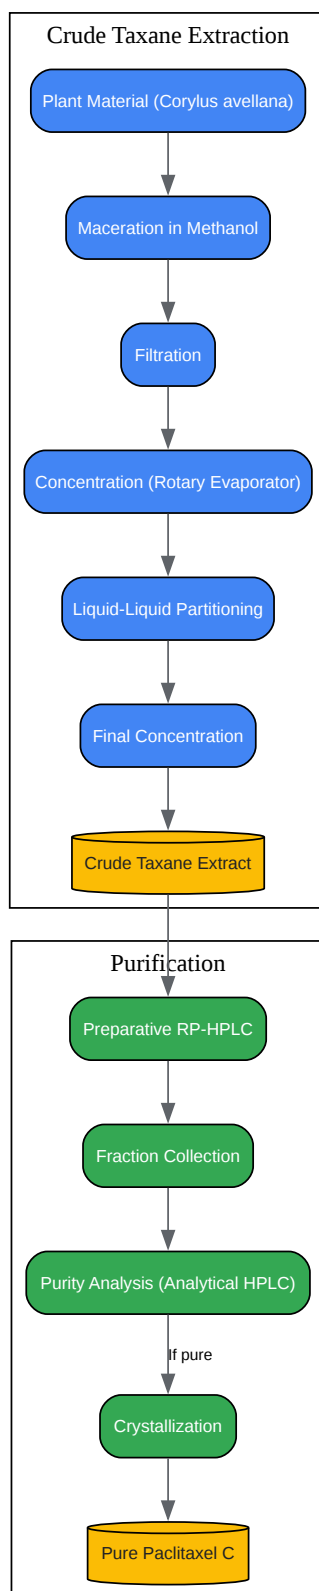 Crude Taxane Extraction
Plant Material (Corylus avellana)
Maceration in Methanol
Filtration
Concentration (Rotary Evaporator)
Liquid-Liquid Partitioning
Final Concentration
Crude Taxane Extract
Purification
Preparative RP-HPLC
Fraction Collection
Purity Analysis (Analytical HPLC)
If pure
Crystallization
Pure Paclitaxel C